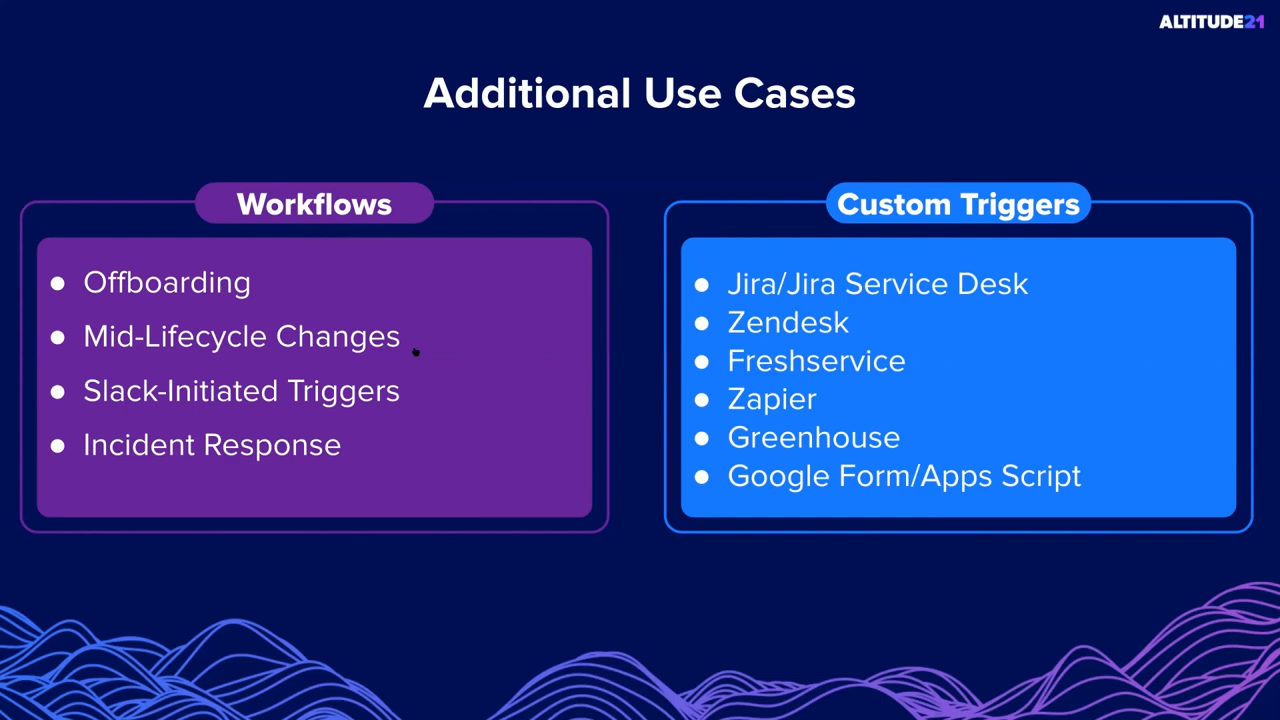 ALTITUDE21
Additional Use Cases
Workflows
● Offboarding
● Mid-Lifecycle Changes
● Slack-Initiated Triggers
● Incident Response
Custom Triggers
● Jira/Jira Service Desk
● Zendesk
● Freshservice
● Zapier
● Greenhouse
● Google Form/Apps Script